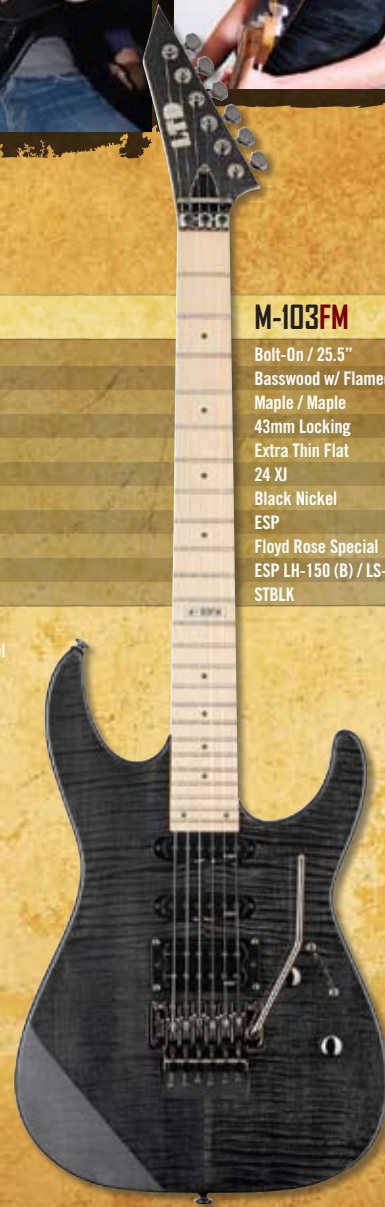 LTD
M-103FM
Bolt-On / 25.5"
Basswood w/ Flamed
Maple / Maple
43mm Locking
Extra Thin Flat
24 XJ
Black Nickel
ESP
Floyd Rose Special
ESP LH-150 (B) / LS-
STBLK
M-103FM